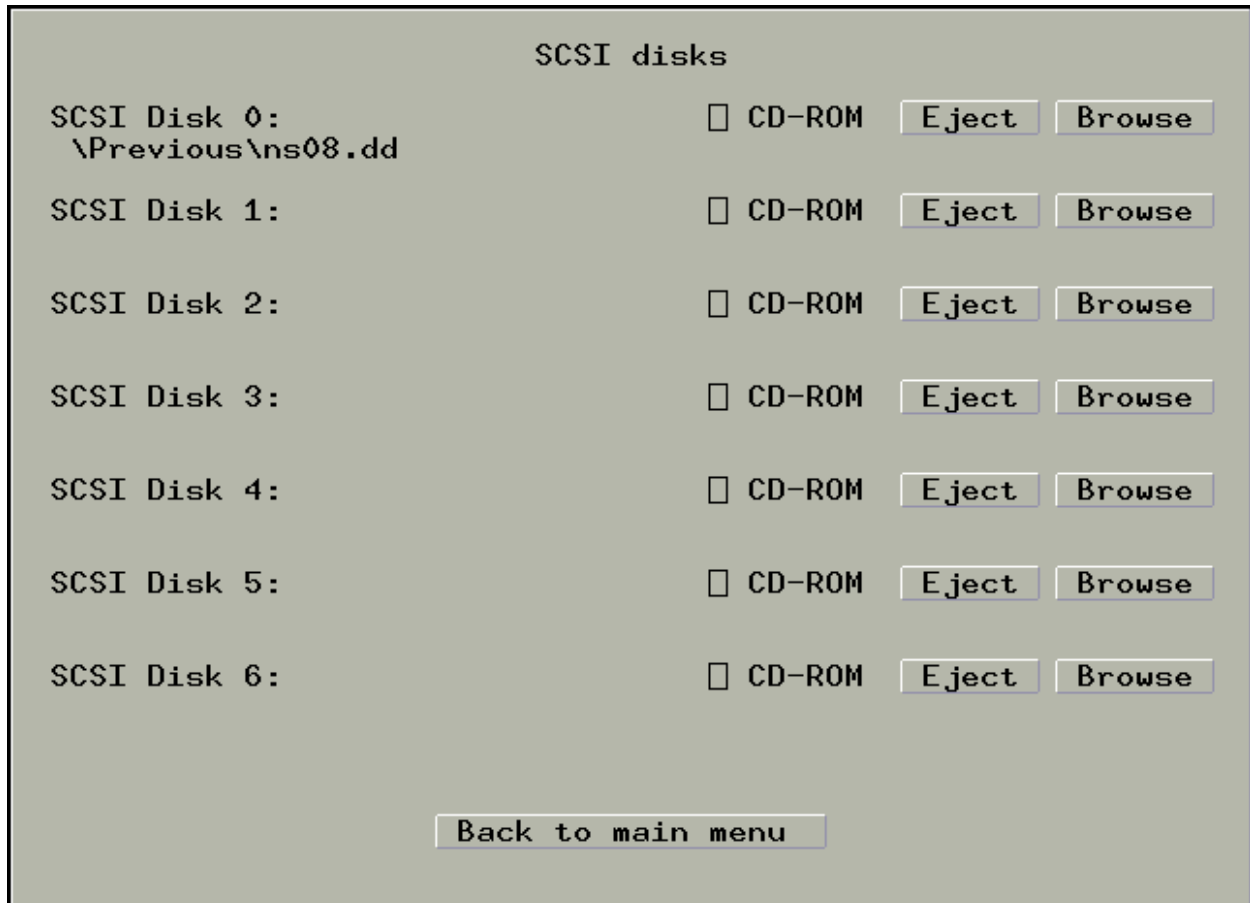 SCSI disks
SCSI Disk 0: CD-ROM Eject Browse
\Previous\ns08.dd
SCSI Disk 1: CD-ROM Eject Browse
SCSI Disk 2: CD-ROM Eject Browse
SCSI Disk 3: CD-ROM Eject Browse
SCSI Disk 4: CD-ROM Eject Browse
SCSI Disk 5: CD-ROM Eject Browse
SCSI Disk 6: CD-ROM Eject Browse
Back to main menu